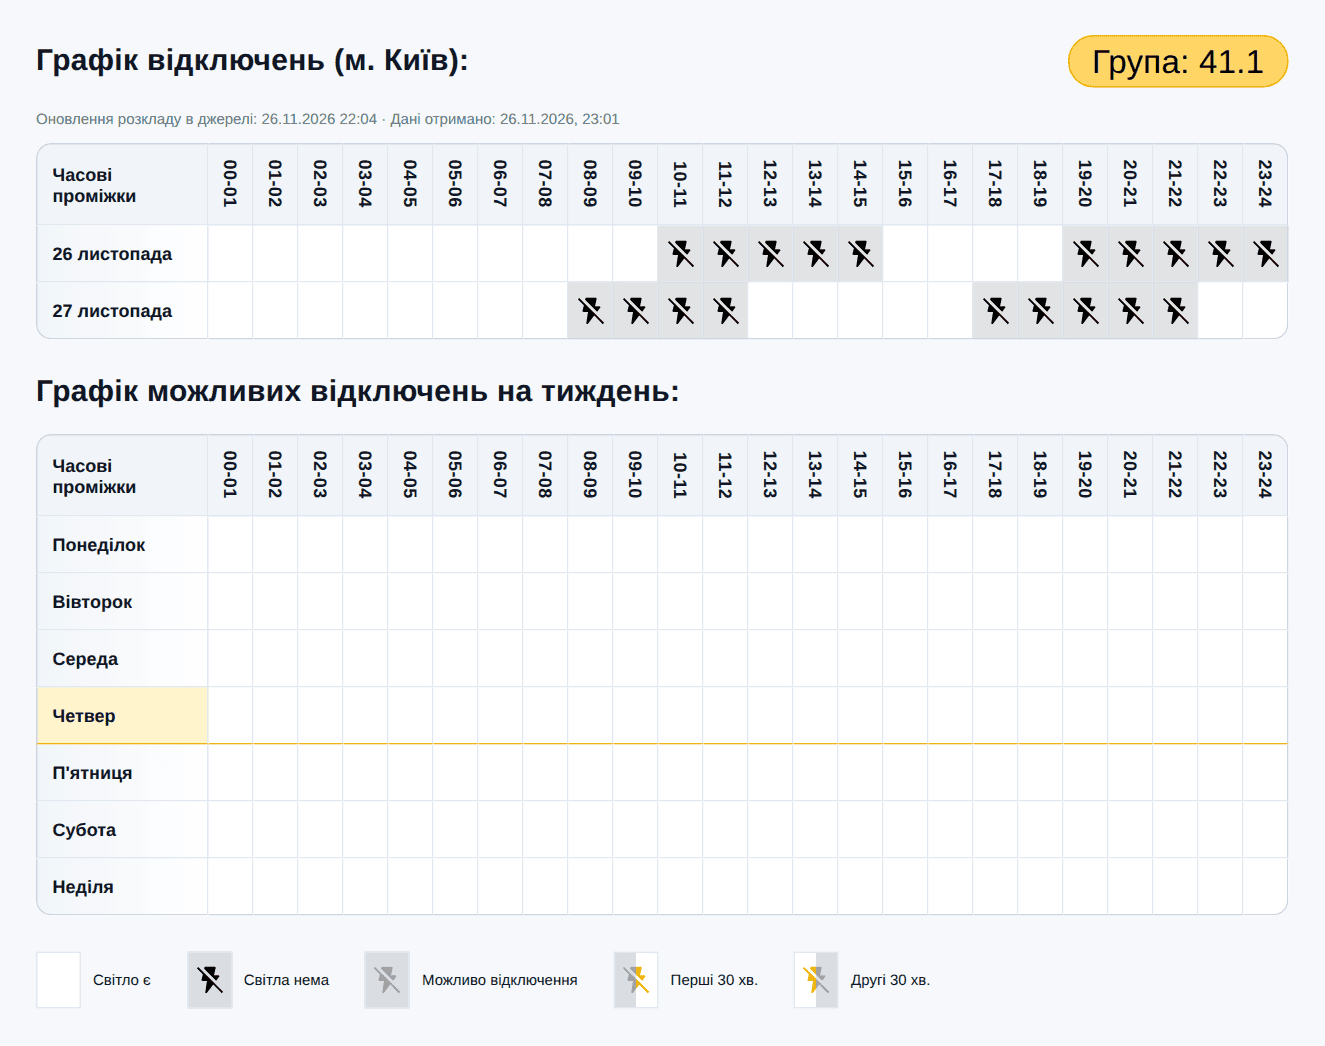 Графік відключень (м. Київ):
Група: 41.1
Оновлення розкладу в джерелі: 26.11.2026 22:04 · Дані отримано: 26.11.2026, 23:01
Часові проміжки 00-01 01-02 02-03 03-04 04-05 05-06 06-07 07-08 08-09 09-10 10-11 11-12 12-13 13-14 14-15 15-16 16-17 17-18 18-19 19-20 20-21 21-22 22-23 23-24
26 листопада
27 листопада
Графік можливих відключень на тиждень:
Часові проміжки 00-01 01-02 02-03 03-04 04-05 05-06 06-07 07-08 08-09 09-10 10-11 11-12 12-13 13-14 14-15 15-16 16-17 17-18 18-19 19-20 20-21 21-22 22-23 23-24
Понеділок
Вівторок
Середа
Четвер
П'ятниця
Субота
Неділя
Світло є Світла нема Можливо відключення Перші 30 хв. Другі 30 хв.